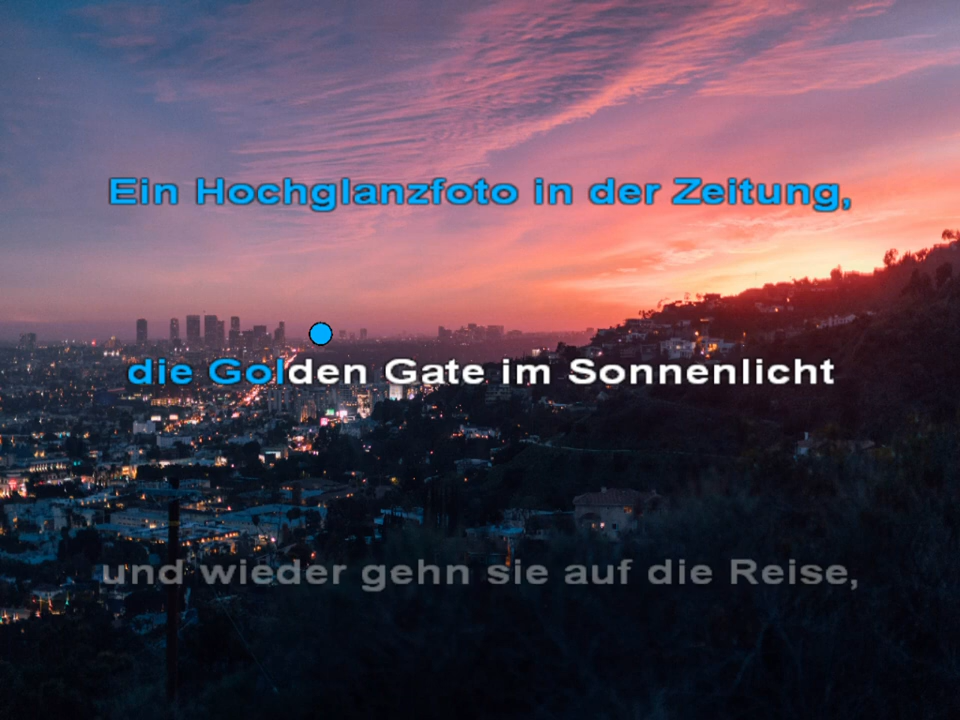 Ein Hochglanzfoto in der Zeitung,
die Golden Gate im Sonnenlicht
und wieder gehn sie auf die Reise,